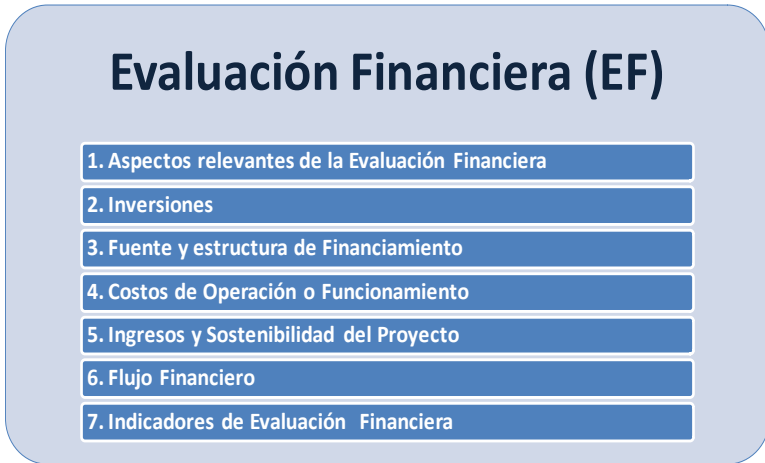 Evaluación Financiera (EF)
1. Aspectos relevantes de la Evaluación Financiera
2. Inversiones
3. Fuente y estructura de Financiamiento
4. Costos de Operación o Funcionamiento
5. Ingresos y Sostenibilidad del Proyecto
6. Flujo Financiero
7. Indicadores de Evaluación Financiera